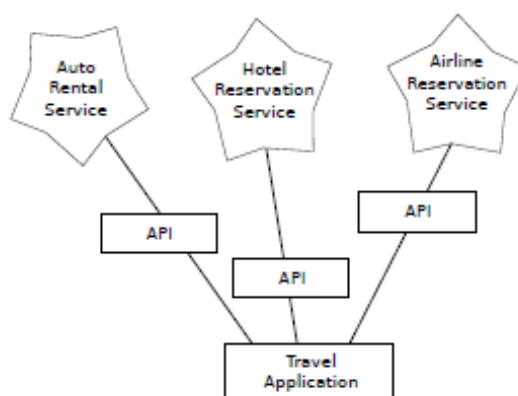 Auto
Rental
Service
Hotel
Reservation
Service
Airline
Reservation
Service
API
API
API
Travel
Application